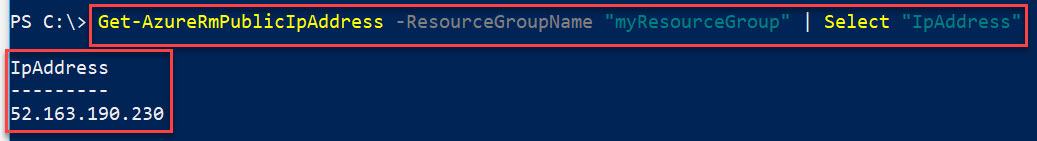 PS C:\> Get-AzureRmPublicIpAddress -ResourceGroupName "myResourceGroup" | Select "IpAddress"
IpAddress
---------
52.163.190.230